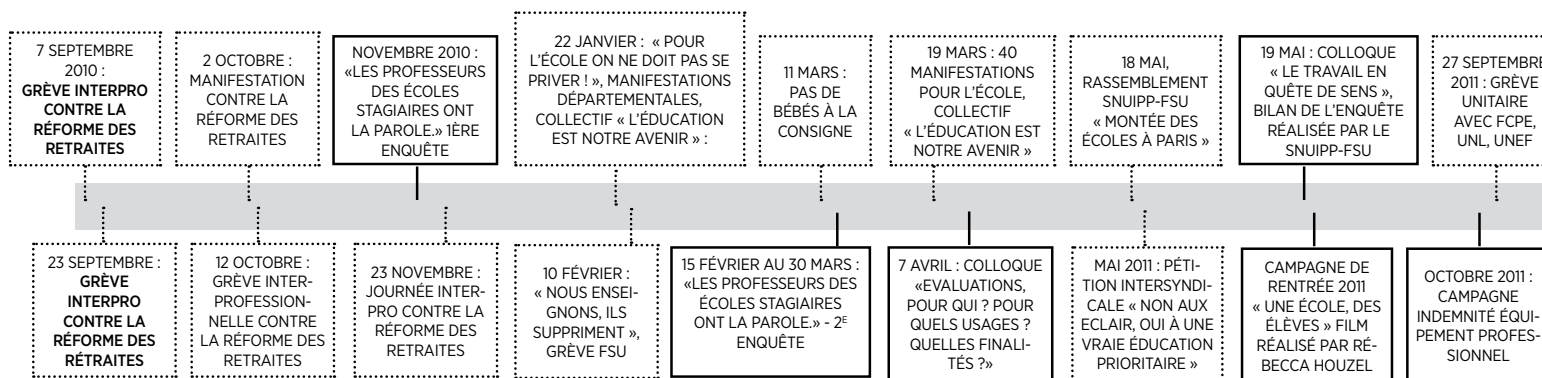 7 SEPTEMBRE
2010 :
GRÈVE INTERPRO
CONTRE LA
RÉFORME DES
RETRAITES
2 OCTOBRE :
MANIFESTATION
CONTRE LA
RÉFORME DES
RETRAITES
NOVEMBRE 2010 :
«LES PROFESSEURS
DES ÉCOLES
STAGIAIRES ONT
LA PAROLE.» 1ÈRE
ENQUÊTE
22 JANVIER : « POUR
L'ÉCOLE ON NE DOIT PAS SE
PRIVER ! », MANIFESTATIONS
DÉPARTEMENTALES,
COLLECTIF « L'ÉDUCATION
EST NOTRE AVENIR » :
11 MARS :
PAS DE
BÉBÉS À LA
CONSIGNE
19 MARS : 40
MANIFESTATIONS
POUR L'ÉCOLE,
COLLECTIF
« L'ÉDUCATION EST
NOTRE AVENIR »
18 MAI,
RASSEMBLEMENT
SNUIPP-FSU
« MONTÉE DES
ÉCOLES À PARIS »
19 MAI : COLLOQUE
« LE TRAVAIL EN
QUÊTE DE SENS »,
BILAN DE L'ENQUÊTE
RÉALISÉE PAR LE
SNUIPP-FSU
27 SEPTEMBRE
2011 : GRÈVE
UNITAIRE
AVEC FCPE,
UNL, UNEF
23 SEPTEMBRE :
GRÈVE
INTERPRO
CONTRE LA
RÉFORME DES
RÉTRAITES
12 OCTOBRE :
GRÈVE INTER-
PROFESSION-
NELLE CONTRE
LA RÉFORME DES
RETRAITES
23 NOVEMBRE :
JOURNÉE INTER-
PRO CONTRE LA
RÉFORME DES
RETRAITES
10 FÉVRIER :
« NOUS ENSEI-
GNONS, ILS
SUPPRIMENT »,
GRÈVE FSU
15 FÉVRIER AU 30 MARS :
«LES PROFESSEURS DES
ÉCOLES STAGIAIRES
ONT LA PAROLE.» - 2E
ENQUÊTE
7 AVRIL : COLLOQUE
«EVALUATIONS,
POUR QUI ? POUR
QUELS USAGES ?
QUELLES FINALI-
TÉS ?»
MAI 2011 : PÉTI-
TION INTERSYNDI-
CALE « NON AUX
ECLAIR, OUI À UNE
VRAIE ÉDUCATION
PRIORITAIRE »
CAMPAGNE DE
RENTRÉE 2011
« UNE ÉCOLE, DES
ÉLÈVES » FILM
RÉALISÉ PAR RÉ-
BECCA HOUZEL
OCTOBRE 2011 :
CAMPAGNE
INDEMNITÉ ÉQUI-
PEMENT PROFES-
SIONNEL